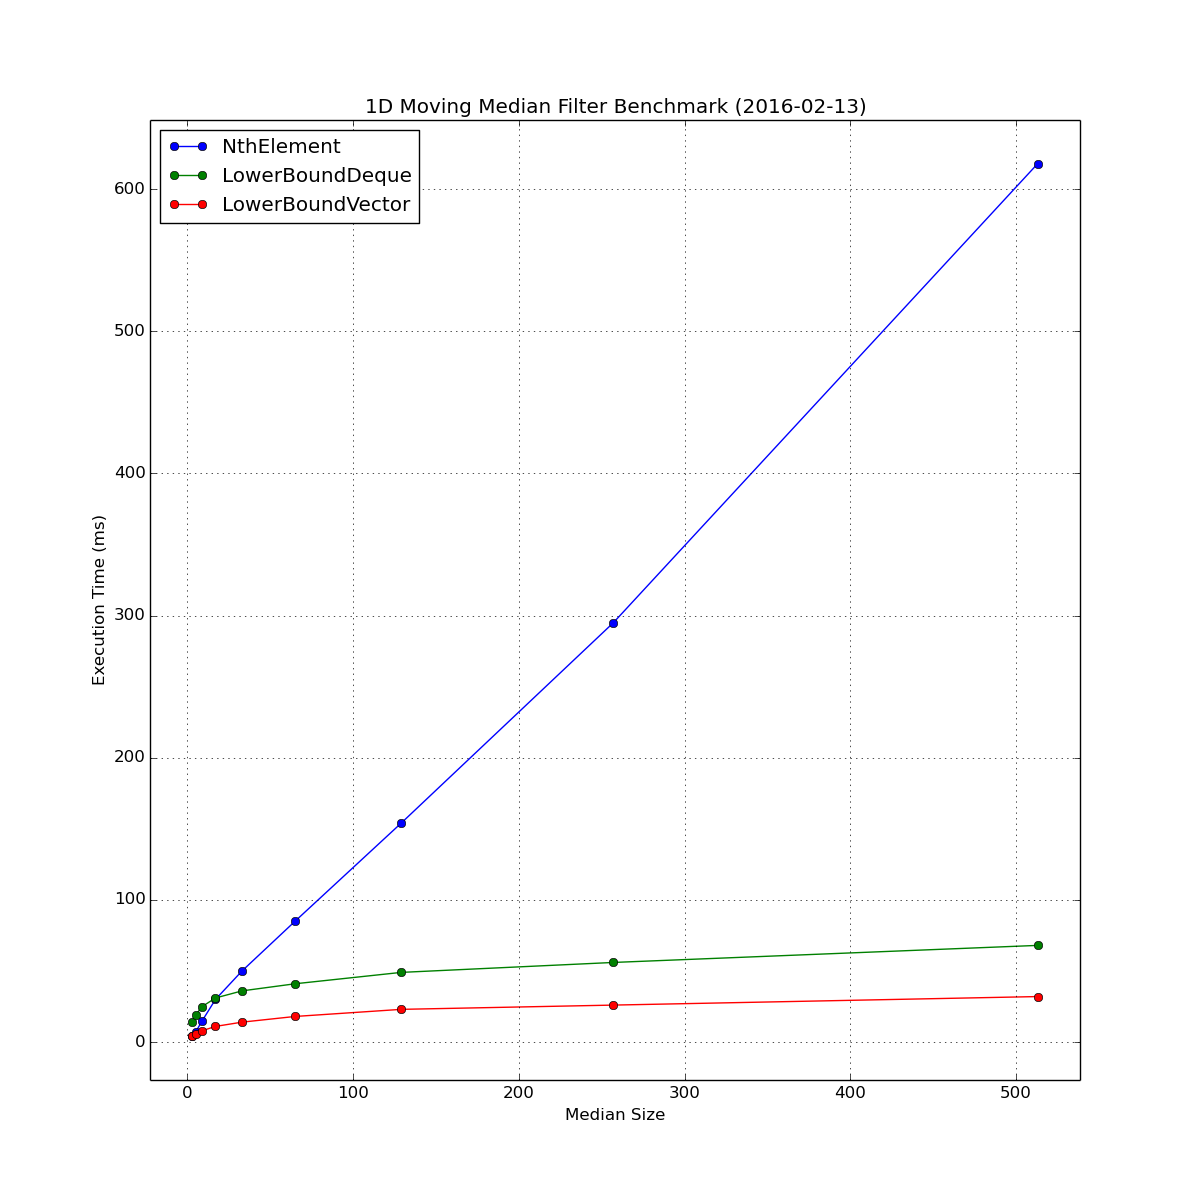 1D Moving Median Filter Benchmark (2016-02-13)
NthElement
LowerBoundDeque
LowerBoundVector
600
500
400
300
200
100
0
Execution Time (ms)
0 100 200 300 400 500
Median Size